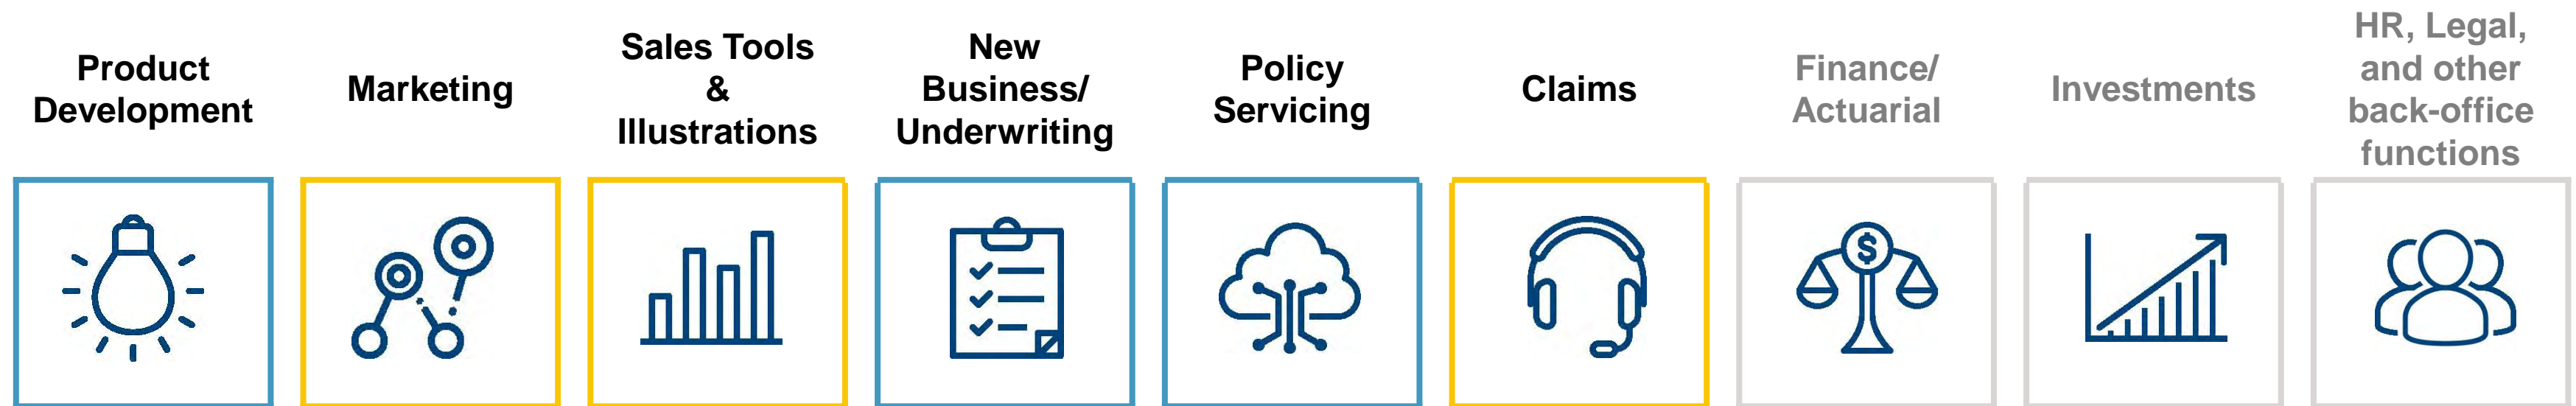 Product
Development
Marketing
Sales Tools
&
Illustrations
New
Business/
Underwriting
Policy
Servicing
Claims
Finance/
Actuarial
Investments
HR, Legal,
and other
back-office
functions
$